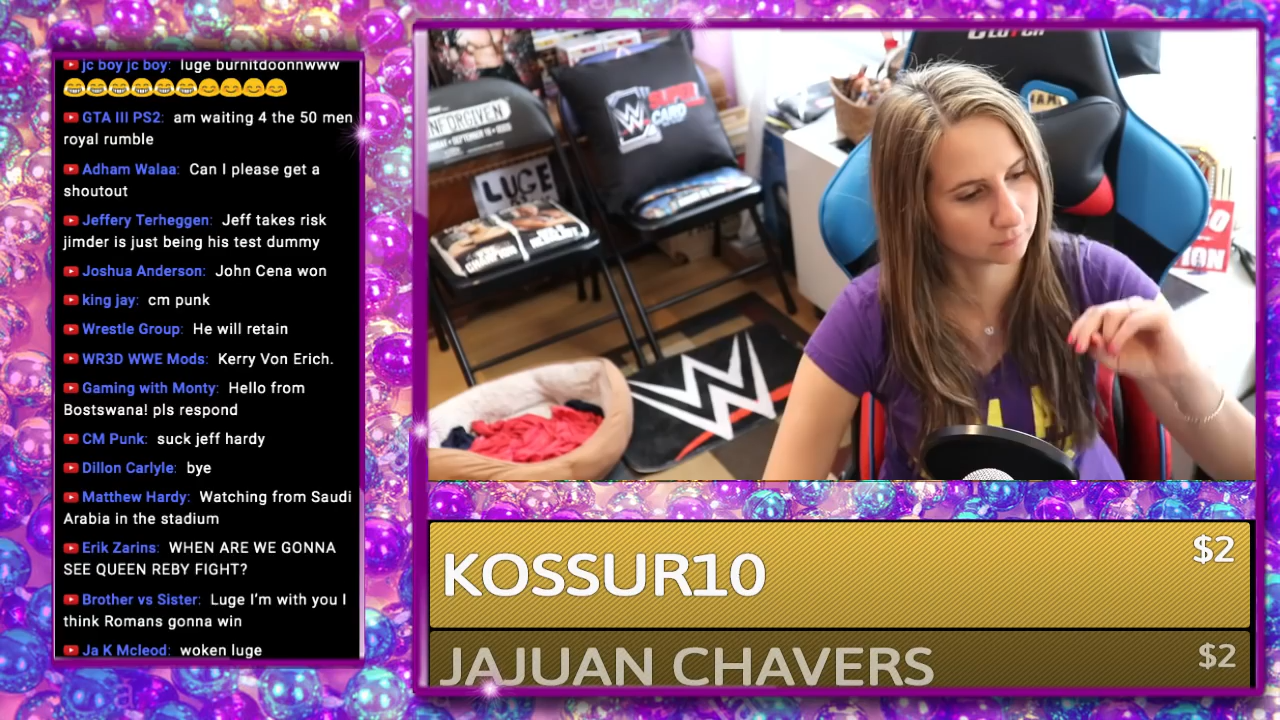 jc boy jc boy: luge burnitdoonnwww
GTA III PS2: am waiting 4 the 50 men
royal rumble
Adham Walaa: Can I please get a
shoutout
Jeffery Terheggen: Jeff takes risk
jimder is just being his test dummy
Joshua Anderson: John Cena won
king jay: cm punk
Wrestle Group: He will retain
WR3D WWE Mods: Kerry Von Erich.
Gaming with Monty: Hello from
Bostswana! pls respond
CM Punk: suck jeff hardy
Dillon Carlyle: bye
Matthew Hardy: Watching from Saudi
Arabia in the stadium
Erik Zarins: WHEN ARE WE GONNA
SEE QUEEN REBY FIGHT?
Brother vs Sister: Luge I'm with you I
think Romans gonna win
Ja K Mcleod: woken luge
CLUTCH
NFORGIVEN
SUPER
CARD
LUGE
KOSSUR10
$2
JAJUAN CHAVERS
$2